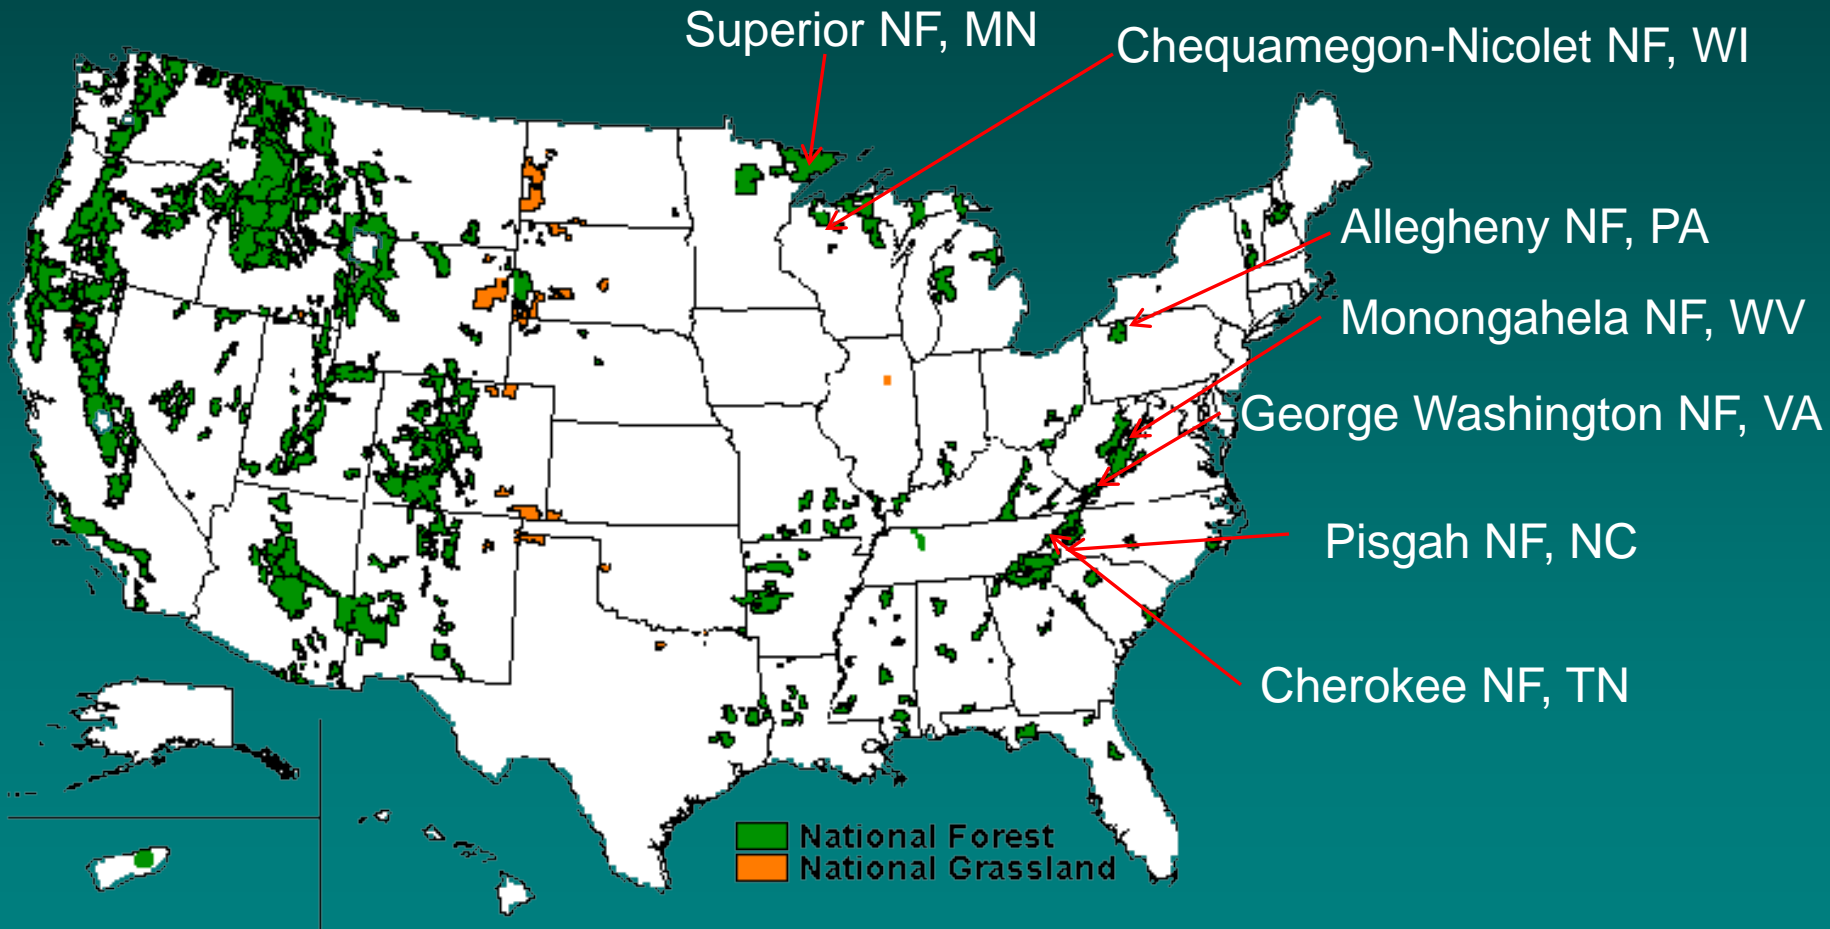 Superior NF, MN
Chequamegon-Nicolet NF, WI
Allegheny NF, PA
Monongahela NF, WV
George Washington NF, VA
Pisgah NF, NC
Cherokee NF, TN
National Forest
National Grassland